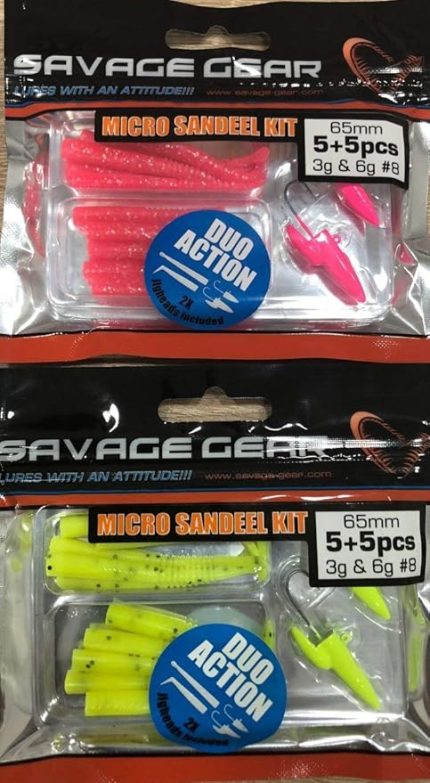 SAVAGE GEAR
LURES WITH AN ATTITUDE!!!
www.savage-gear.com
MICRO SANDEEL KIT
65mm
5+5pcs
3g & 6g #8
DUO
ACTION
2X
Jigheads included
SAVAGE GEAR
LURES WITH AN ATTITUDE!!!
www.savage-gear.com
MICRO SANDEEL KIT
65mm
5+5pcs
3g & 6g #8
DUO
ACTION
2X
Jigheads included